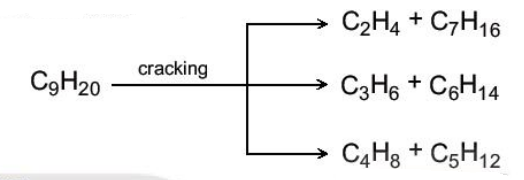 C₂H₄ + C₇H₁₆
cracking
C₉H₂₀
C₃H₆ + C₆H₁₄
C₄H₈ + C₅H₁₂